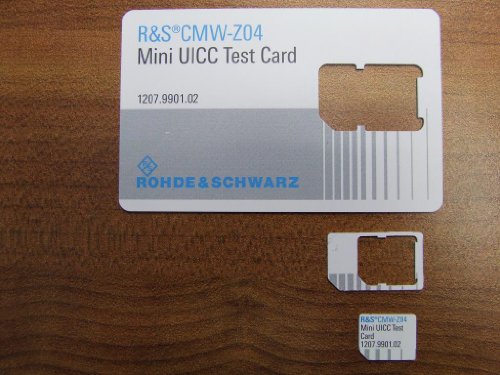 R&S®CMW-Z04
Mini UICC Test Card
1207.9901.02
ROHDE & SCHWARZ
R&S®CMW-Z04
Mini UICC Test
Card
1207.9901.02